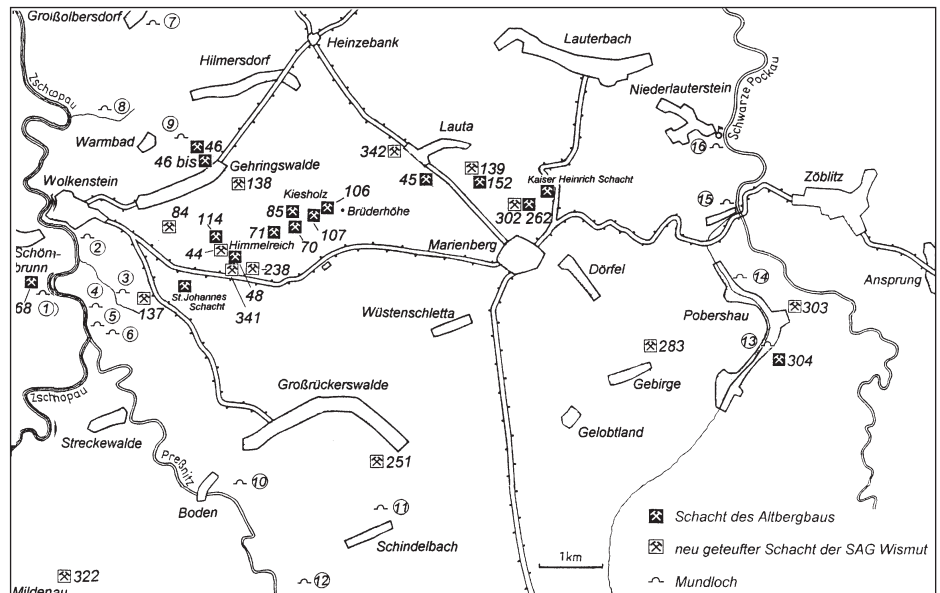 Großolbersdorf
7
Heinzebank
Lauterbach
Hilmersdorf
Zschopau
Niederlauterstein
Schwarze Pockau
8
9
Warmbad
46
46 bis
Lauta
342
139
16
Gehringswalde
138
45
152
Kaiser Heinrich Schacht
Zöblitz
Wolkenstein
Kiesholz
106
85
Brüderhöhe
302
262
15
84
114
71
70
107
Marienberg
2
44
Himmelreich
Schön-
brunn
238
48
341
St. Johannes
Schacht
Dörfel
14
Ansprung
68
1
3
4
137
5
6
Wüstenschletta
Pobershau
303
283
13
304
Zschopau
Großrückerswalde
Gebirge
Gelobtland
Streckewalde
Preßnitz
251
10
Boden
11
Schindelbach
12
322
Mildenau
1km
Schacht des Altbergbaus
neu geteufter Schacht der SAG Wismut
Mundloch